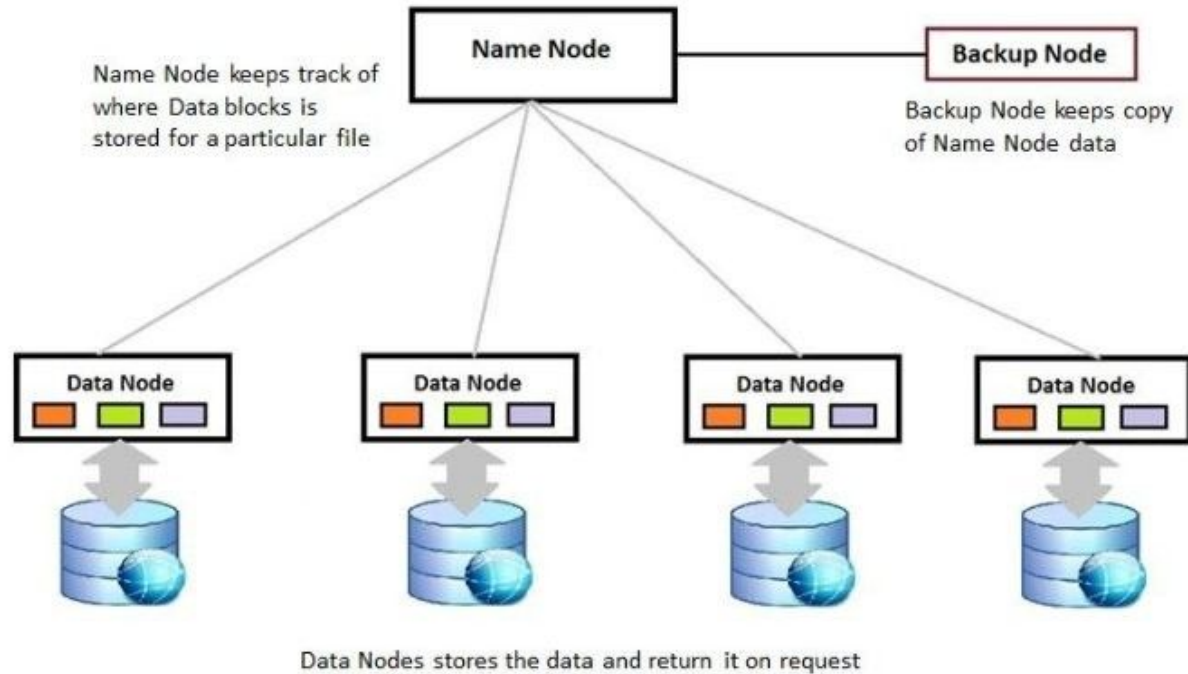 Name Node
Backup Node
Name Node keeps track of
where Data blocks is
stored for a particular file
Backup Node keeps copy
of Name Node data
Data Node
Data Node
Data Node
Data Node
Data Nodes stores the data and return it on request